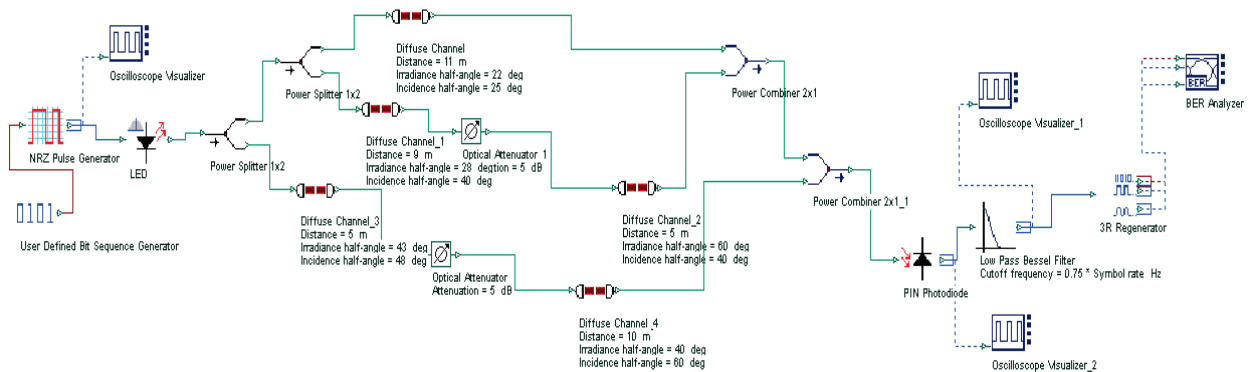 Oscilloscope Visualizer
NRZ Pulse Generator
LED
0101
User Defined Bit Sequence Generator
Power Splitter 1x2
Power Splitter 1x2
Diffuse Channel
Distance = 11 m
Irradiance half-angle = 22 deg
Incidence half-angle = 25 deg
Diffuse Channel_1
Distance = 9 m
Irradiance half-angle = 28 degtion = 5 dB
Incidence half-angle = 40 deg
Optical Attenuator 1
Diffuse Channel_3
Distance = 5 m
Irradiance half-angle = 43 deg
Incidence half-angle = 48 deg
Optical Attenuator
Attenuation = 5 dB
Diffuse Channel_2
Distance = 5 m
Irradiance half-angle = 60 deg
Incidence half-angle = 40 deg
Diffuse Channel_4
Distance = 10 m
Irradiance half-angle = 40 deg
Incidence half-angle = 60 deg
Power Combiner 2x1
Power Combiner 2x1_1
PIN Photodiode
Oscilloscope Visualizer_1
Low Pass Bessel Filter
Cutoff frequency = 0.75 * Symbol rate Hz
Oscilloscope Visualizer_2
3R Regenerator
BER
BER Analyzer